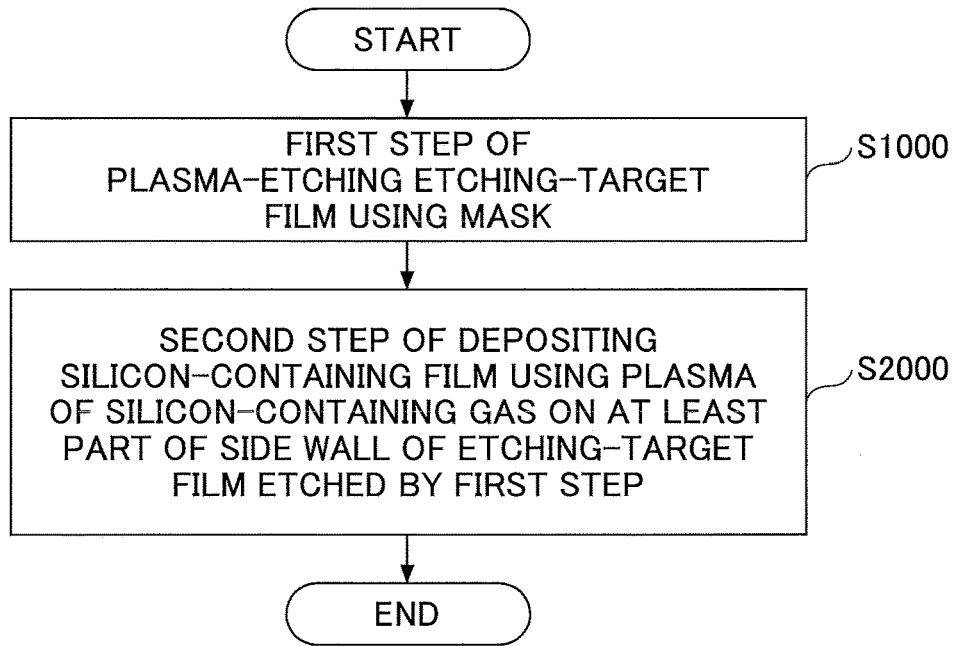 START
FIRST STEP OF
PLASMA-ETCHING ETCHING-TARGET
FILM USING MASK
S1000
SECOND STEP OF DEPOSITING
SILICON-CONTAINING FILM USING PLASMA
OF SILICON-CONTAINING GAS ON AT LEAST
PART OF SIDE WALL OF ETCHING-TARGET
FILM ETCHED BY FIRST STEP
S2000
END